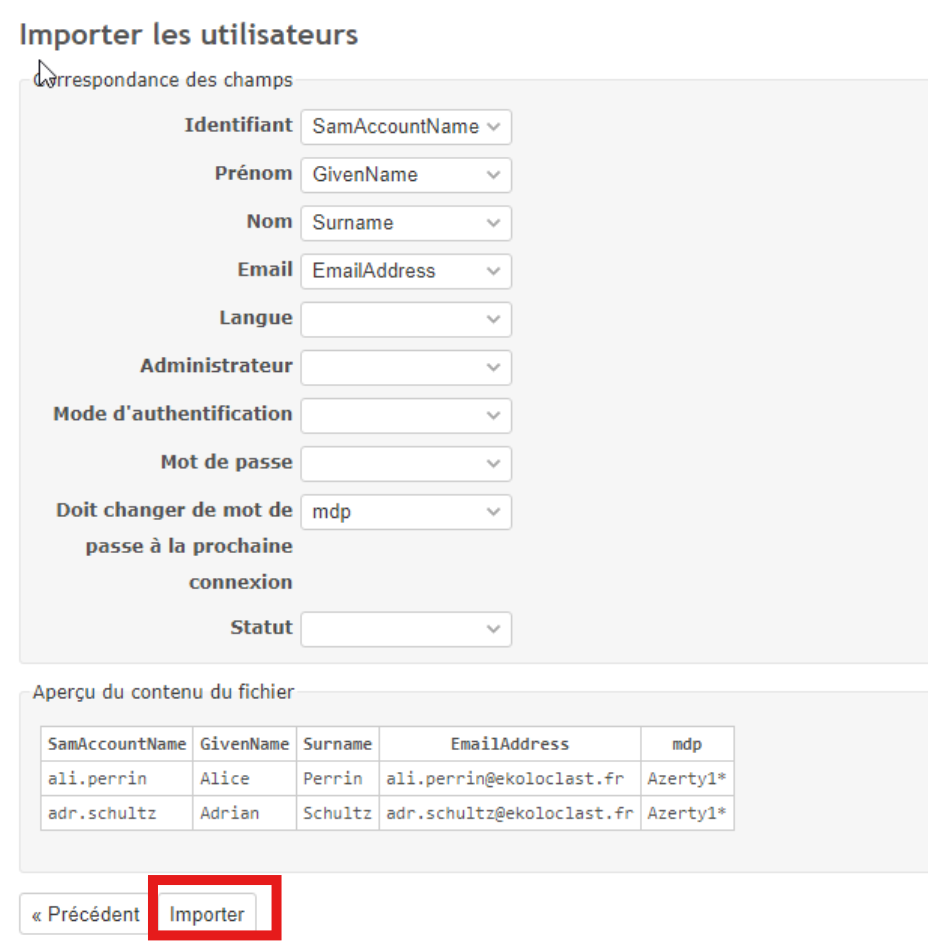 Importer les utilisateurs
Correspondance des champs
Identifiant SamAccountName
Prénom GivenName
Nom Surname
Email EmailAddress
Langue
Administrateur
Mode d'authentification
Mot de passe
Doit changer de mot de mdp
passe à la prochaine
connexion
Statut
Aperçu du contenu du fichier
SamAccountName GivenName Surname EmailAddress mdp
ali.perrin Alice Perrin ali.perrin@ekoloclast.fr Azerty1*
adr.schultz Adrian Schultz adr.schultz@ekoloclast.fr Azerty1*
« Précédent Importer